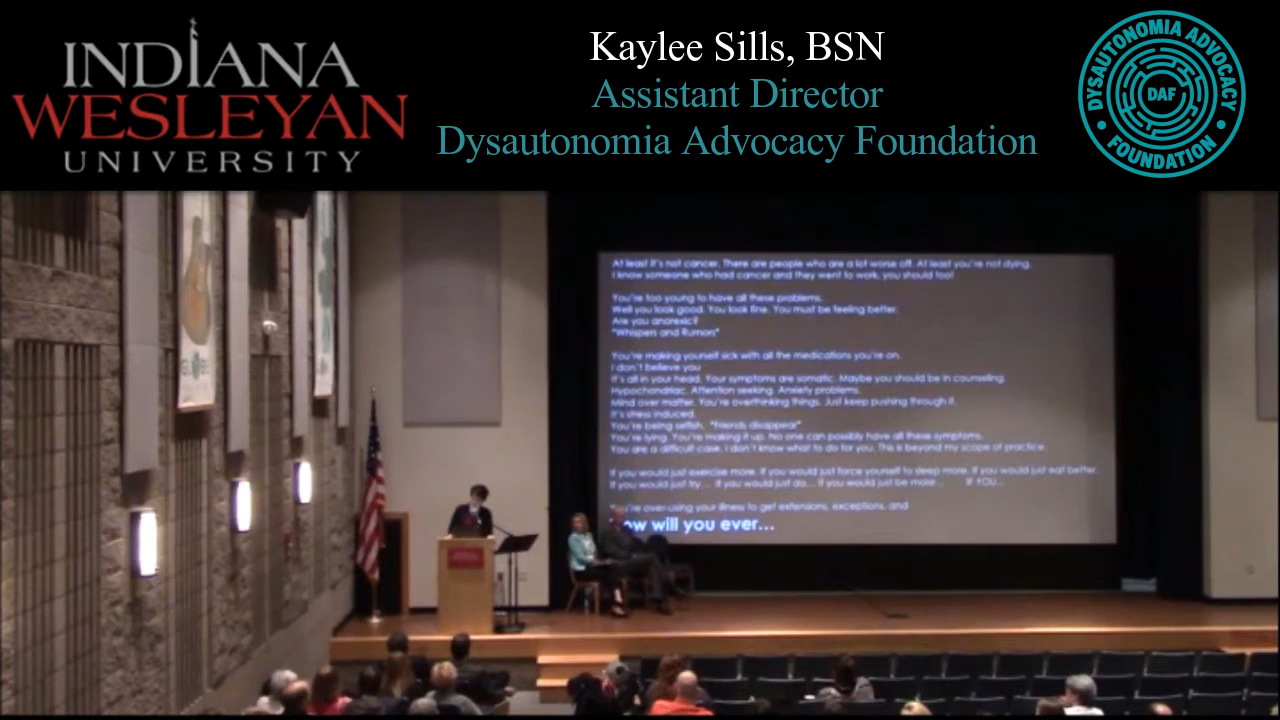 INDIANA
WESLEYAN
UNIVERSITY
Kaylee Sills, BSN
Assistant Director
Dysautonomia Advocacy Foundation
DYSAUTONOMIA ADVOCACY
DAF
• FOUNDATION •
At least it's not cancer. There are people who are a lot worse off. At least you're not dying.
I know someone who had cancer and they went to work, you should too!
You're too young to have all these problems.
Well you look good. You look fine. You must be feeling better.
Are you anorexic?
"Whispers and Rumors"
You're making yourself sick with all the medications you're on.
I don't believe you
It's all in your head. Your symptoms are somatic. Maybe you should be in counseling.
Hypochondriac. Attention seeking. Anxiety problems.
Mind over matter. You're overthinking things. Just keep pushing through it.
It's stress induced.
You're being selfish. "friends disappear"
You're lying. You're making it up. No one can possibly have all these symptoms.
You are a difficult case. I don't know what to do for you. This is beyond my scope of practice.
If you would just exercise more. If you would just force yourself to sleep more. If you would just eat better.
If you would just try... If you would just do... If you would just be more... If YOU...
You're over-using your illness to get extensions, exceptions, and
How will you ever...